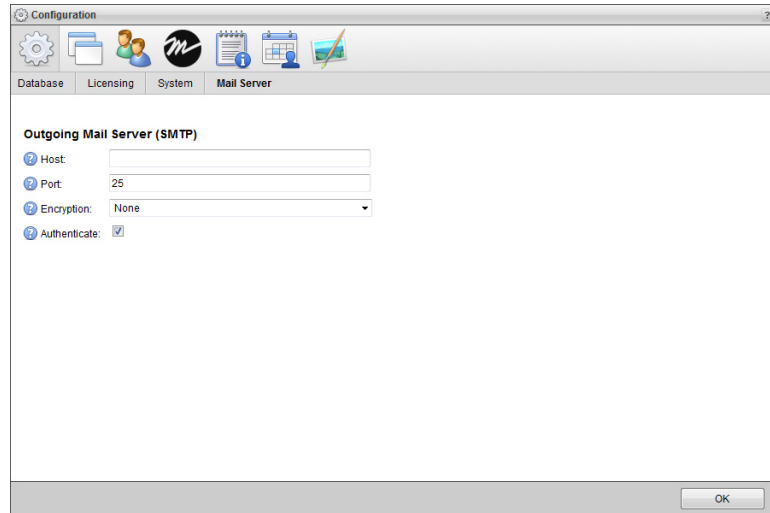 Configuration ?
Database Licensing System Mail Server
Outgoing Mail Server (SMTP)
? Host:
? Port: 25
? Encryption: None
? Authenticate:
OK